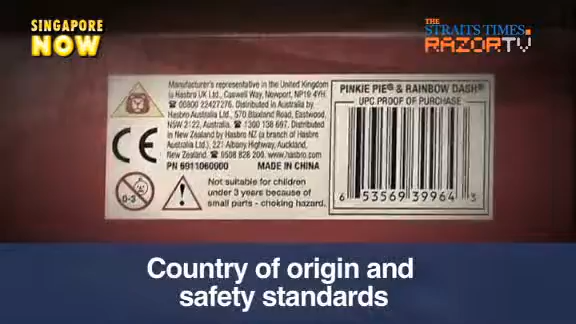 SINGAPORE
NOW
THE
STRAITS TIMES
RAZORTV
Manufacturer's representative in the United Kingdom
is Hasbro UK Ltd., Caswell Way, Newport, NP19 4YH.
☎ 00800 22427276. Distributed in Australia by
Hasbro Australia Ltd., 570 Blaxland Road, Eastwood,
NSW 2122, Australia. ☎ 1300 138 697. Distributed
in New Zealand by Hasbro NZ (a branch of Hasbro
Australia Ltd.), 221 Albany Highway, Auckland,
New Zealand. ☎ 0508 828 200. www.hasbro.com
PN 6911060000 MADE IN CHINA
CE
0-3
Not suitable for children
under 3 years because of
small parts - choking hazard.
PINKIE PIE® & RAINBOW DASH®
UPC PROOF OF PURCHASE
6 53569 39964 3
Country of origin and
safety standards